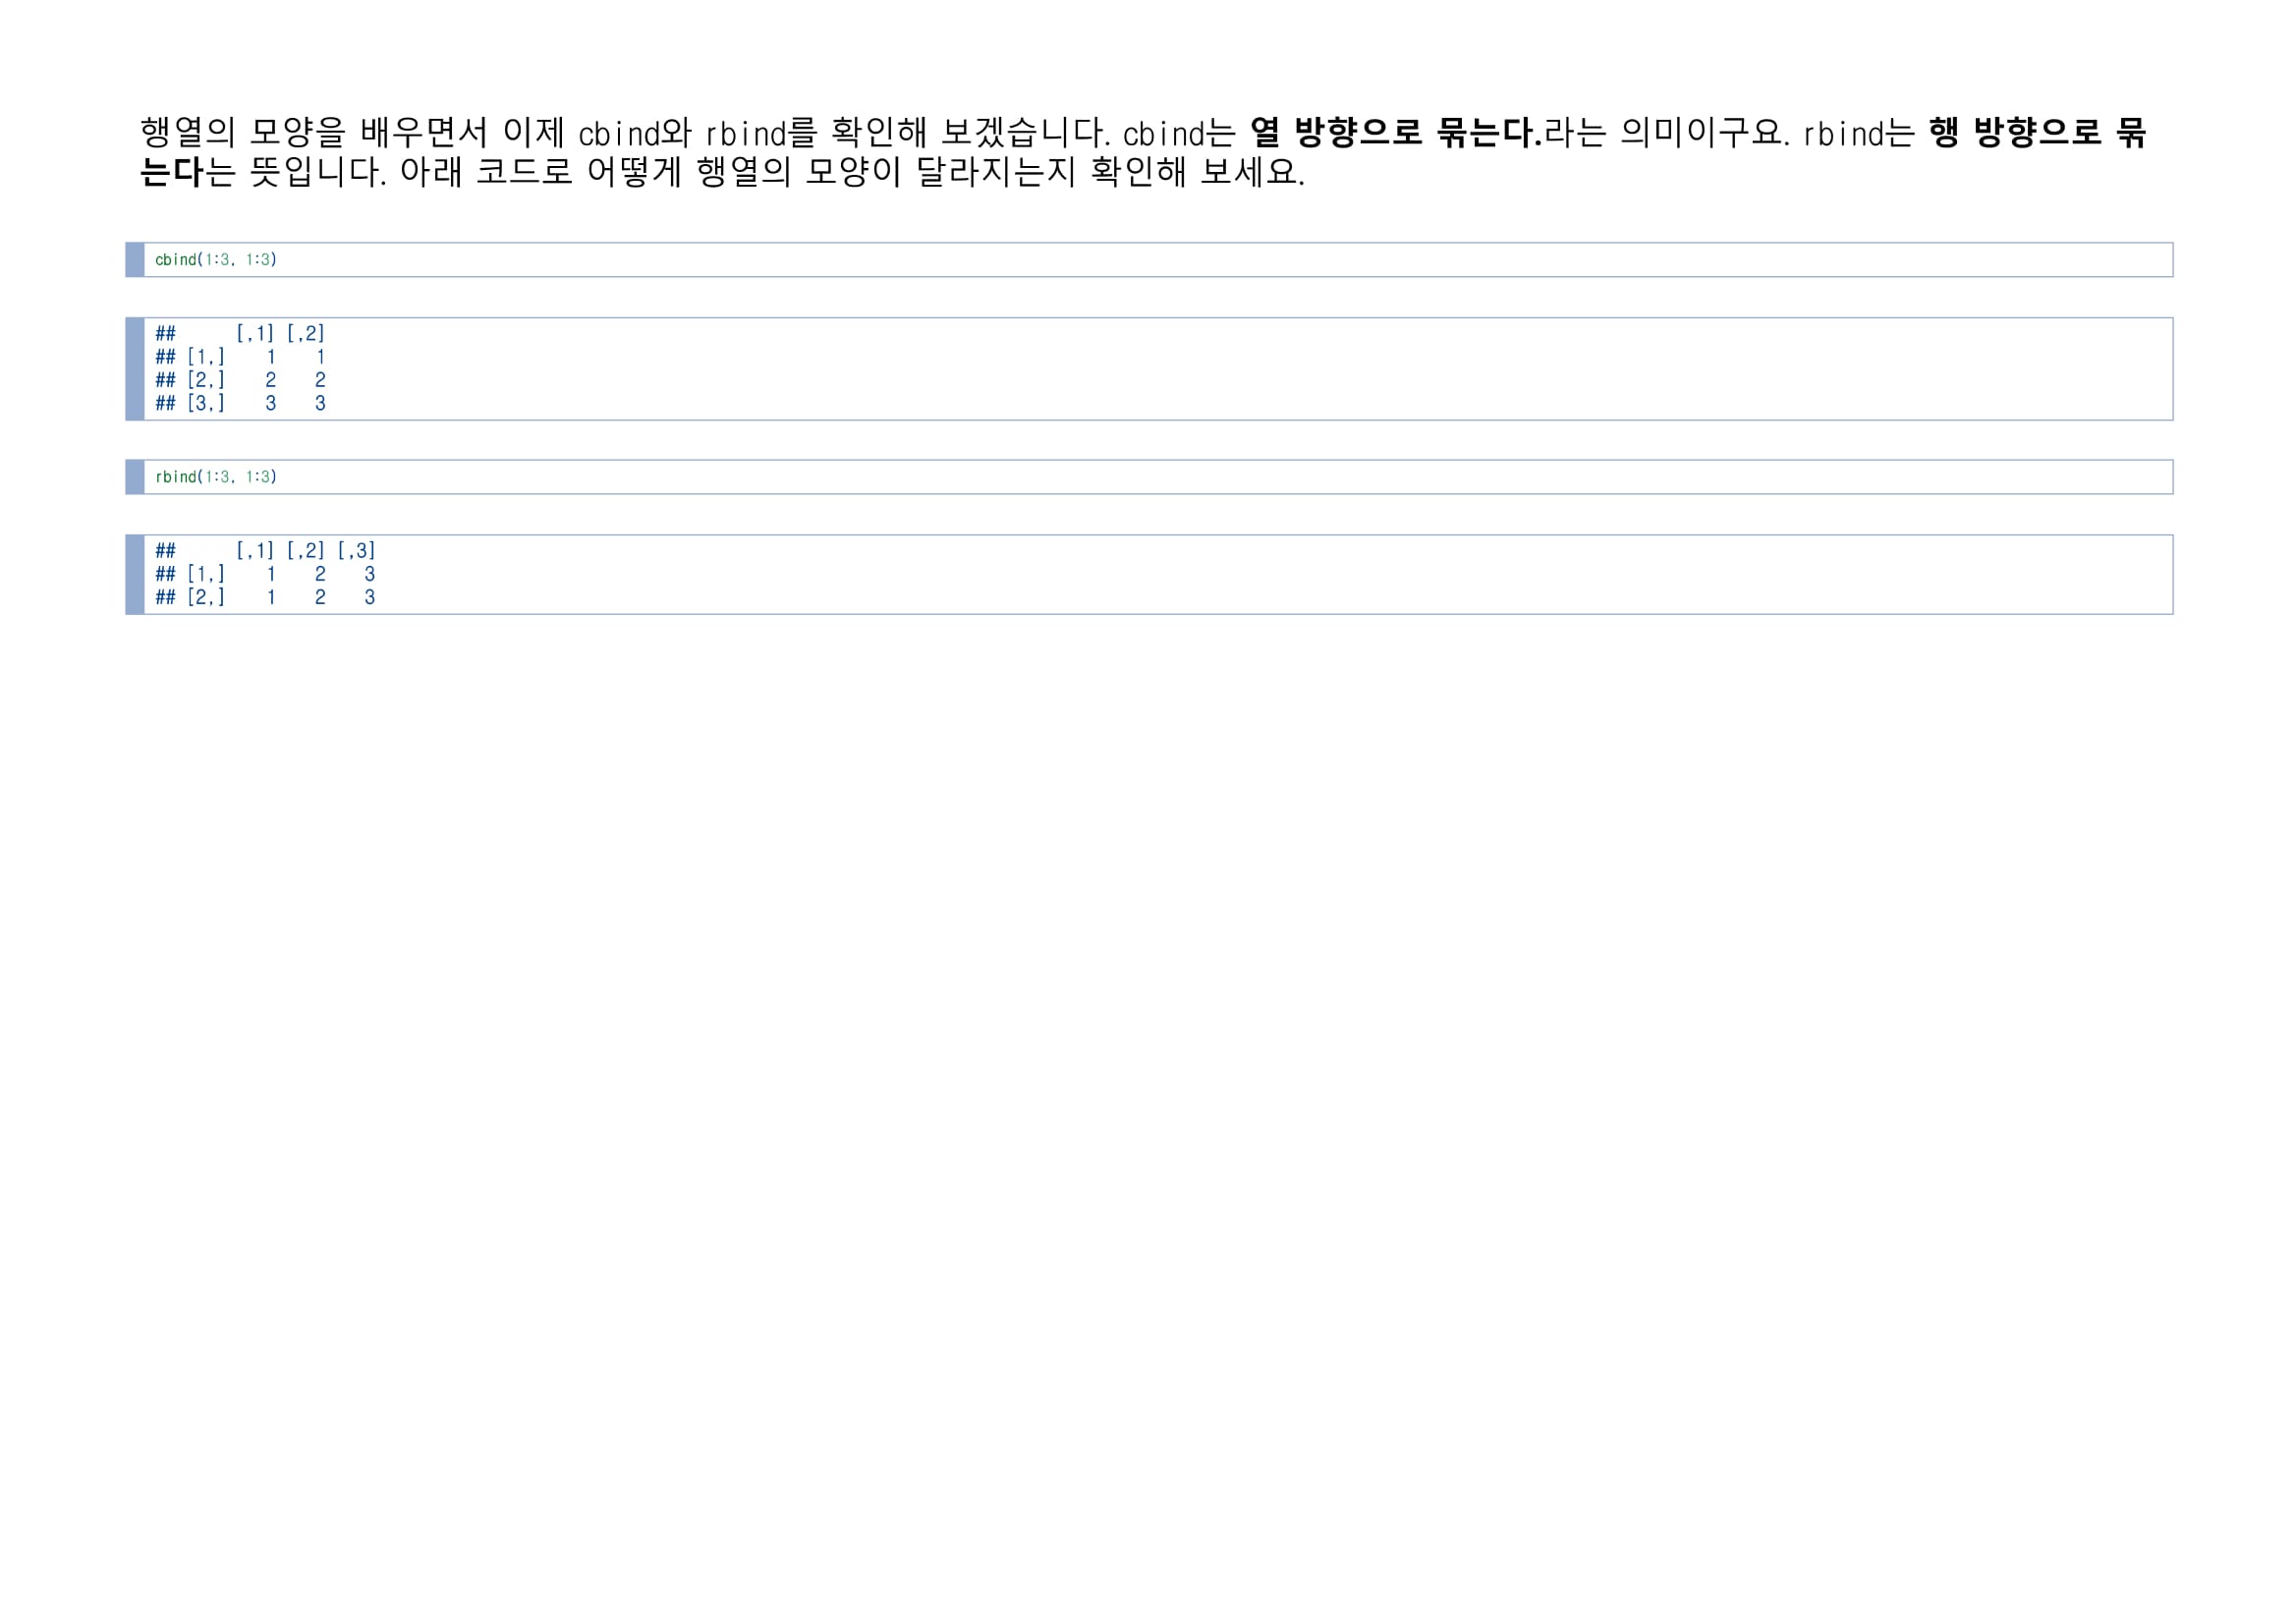 행열의 모양을 배우면서 이제 cbind와 rbind를 확인해 보겠습니다. cbind는 열 방향으로 묶는다.라는 의미이구요. rbind는 행 방향으로 묶
는다는 뜻입니다. 아래 코드로 어떻게 행열의 모양이 달라지는지 확인해 보세요.
cbind(1:3, 1:3)
##      [,1] [,2]
## [1,]    1    1
## [2,]    2    2
## [3,]    3    3
rbind(1:3, 1:3)
##      [,1] [,2] [,3]
## [1,]    1    2    3
## [2,]    1    2    3